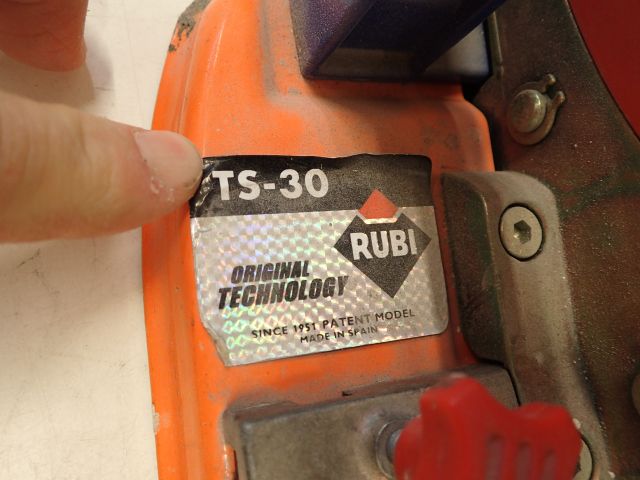 TS-30
RUBI
ORIGINAL
TECHNOLOGY
SINCE 1951 PATENT MODEL
MADE IN SPAIN